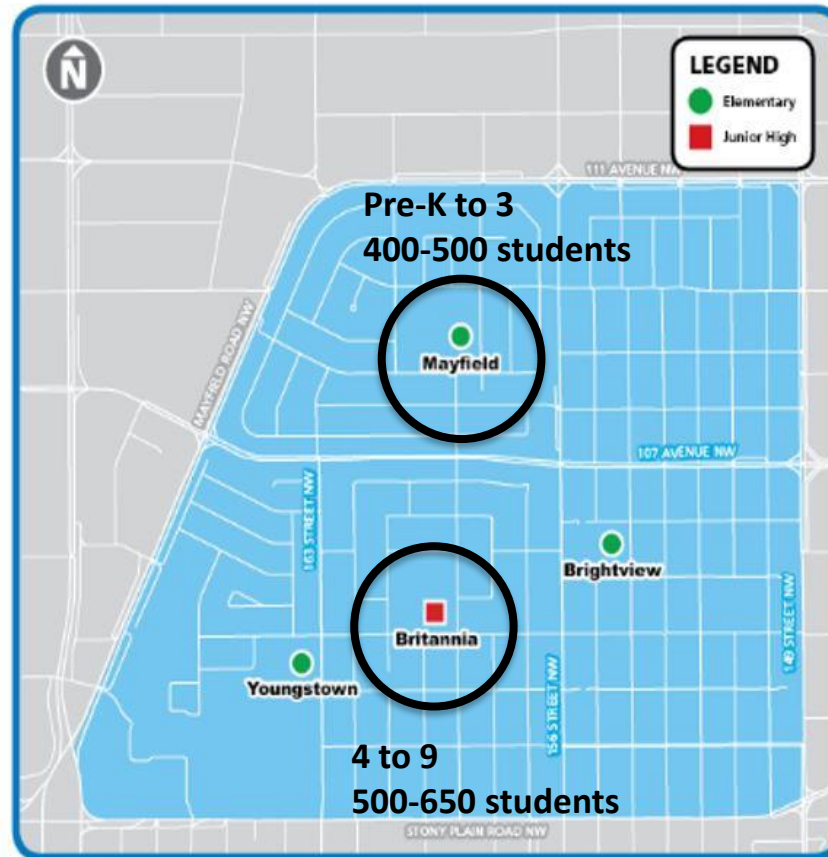 N
LEGEND
Elementary
Junior High
111 AVENUE NW
Pre-K to 3
400-500 students
Mayfield
MAYFIELD ROAD NW
107 AVENUE NW
163 STREET NW
Brightview
Britannia
Youngstown
156 STREET NW
149 STREET NW
4 to 9
500-650 students
STONY PLAIN ROAD NW